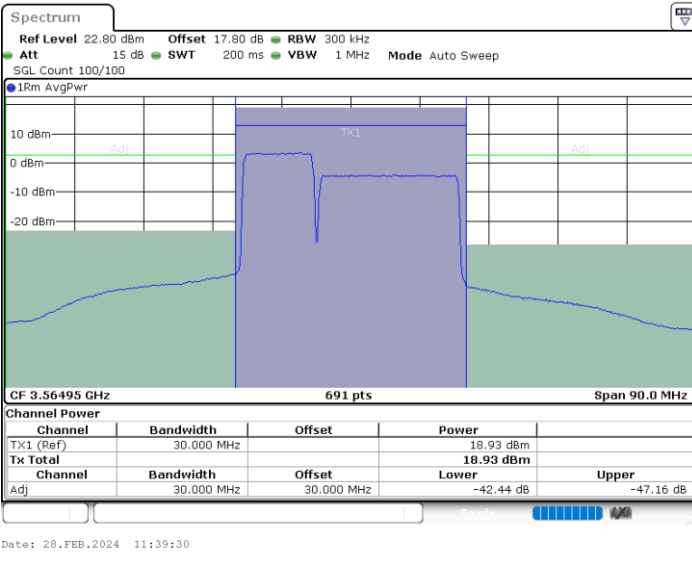 Spectrum
Ref Level 22.80 dBm Offset 17.80 dB RBW 300 kHz
Att 15 dB SWT 200 ms VBW 1 MHz Mode Auto Sweep
SGL Count 100/100
1Rm AvgPwr
10 dBm
TX1
Adj
Adj
0 dBm
-10 dBm
-20 dBm
CF 3.56495 GHz 691 pts Span 90.0 MHz
Channel Power
Channel Bandwidth Offset Power
TX1 (Ref) 30.000 MHz 18.93 dBm
Tx Total 18.93 dBm
Channel Bandwidth Offset Lower Upper
Adj 30.000 MHz 30.000 MHz -42.44 dB -47.16 dB
Ready
Date: 28.FEB.2024 11:39:30